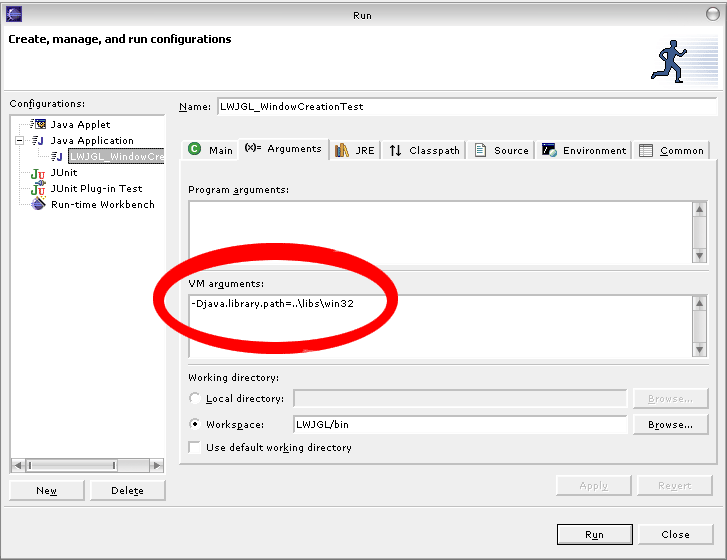 Run
Create, manage, and run configurations
Configurations:
Java Applet
Java Application
LWJGL_WindowCre
JUnit
JUnit Plug-in Test
Run-time Workbench
New
Delete
Name: LWJGL_WindowCreationTest
Main (x)= Arguments JRE Classpath Source Environment Common
Program arguments:
VM arguments:
-Djava.library.path=..\libs\win32
Working directory:
Local directory: Browse...
Workspace: LWJGL/bin Browse...
Use default working directory
Apply Revert
Run Close